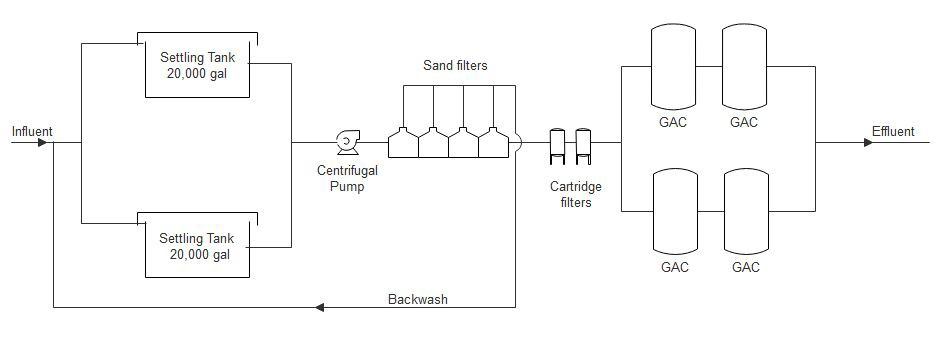 Influent
Settling Tank
20,000 gal
Settling Tank
20,000 gal
Centrifugal
Pump
Sand filters
Backwash
Cartridge
filters
GAC
GAC
GAC
GAC
Effluent